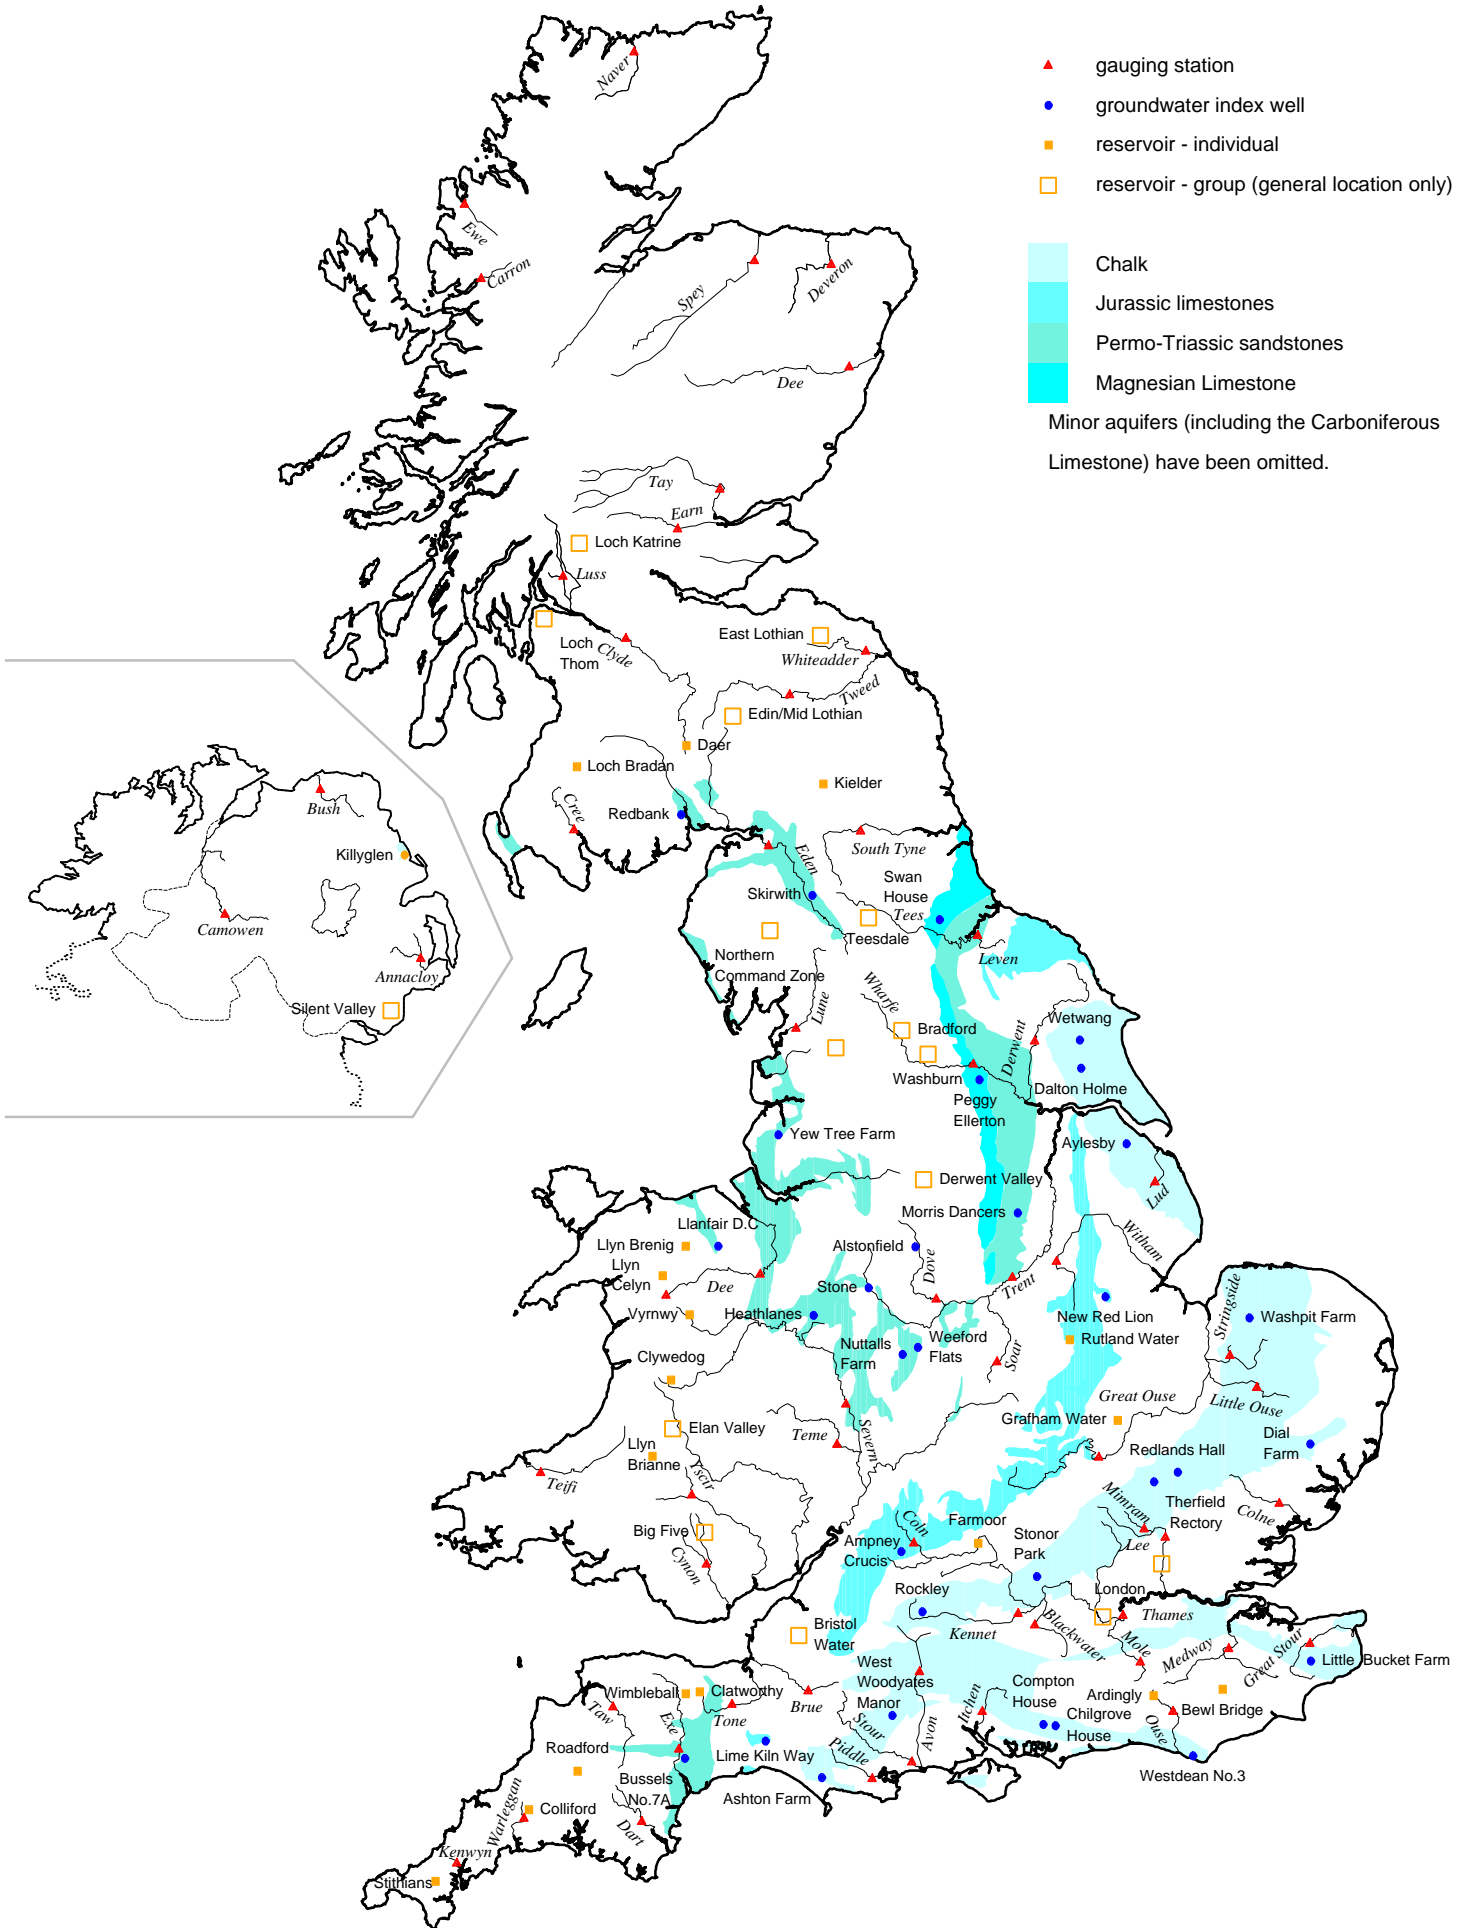 gauging station
groundwater index well
reservoir - individual
reservoir - group (general location only)
Chalk
Jurassic limestones
Permo-Triassic sandstones
Magnesian Limestone
Minor aquifers (including the Carboniferous
Limestone) have been omitted.
Naver
Ewe
Carron
Spey
Deveron
Dee
Tay
Earn
Loch Katrine
Luss
Loch
Thom
Clyde
East Lothian
Whiteadder
Tweed
Edin/Mid Lothian
Daer
Loch Bradan
Kielder
Cree
Redbank
Bush
Killyglen
Camowen
Annacloy
Silent Valley
South Tyne
Eden
Swan
House
Skirwith
Tees
Teesdale
Northern
Command Zone
Leven
Lune
Wharfe
Bradford
Washburn
Derwent
Wetwang
Dalton Holme
Peggy
Ellerton
Yew Tree Farm
Aylesby
Lud
Derwent Valley
Morris Dancers
Llanfair D.C
Llyn Brenig
Llyn
Celyn
Dee
Vyrnwy
Alstonfield
Dove
Stone
Heathlanes
Trent
Witham
New Red Lion
Rutland Water
Stringside
Washpit Farm
Nuttalls
Farm
Weeford
Flats
Soar
Clywedog
Great Ouse
Little Ouse
Grafham Water
Elan Valley
Teme
Severn
Llyn
Brianne
Yscir
Teifi
Redlands Hall
Dial
Farm
Therfield
Rectory
Mimram
Lee
Colne
Big Five
Cynon
Coln
Farmoor
Ampney
Crucis
Stonor
Park
Rockley
London
Thames
Kennet
Blackwater
Mole
Medway
Great Stour
Little Bucket Farm
Bristol
Water
West
Woodyates
Manor
Compton
House
Ardingly
Chilgrove
House
Bewl Bridge
Ouse
Itchen
Avon
Wimbleball
Clatworthy
Brue
Tone
Taw
Exe
Stour
Piddle
Roadford
Bussels
No.7A
Lime Kiln Way
Ashton Farm
Westdean No.3
Colliford
Warleggan
Dart
Kenwyn
Stithians